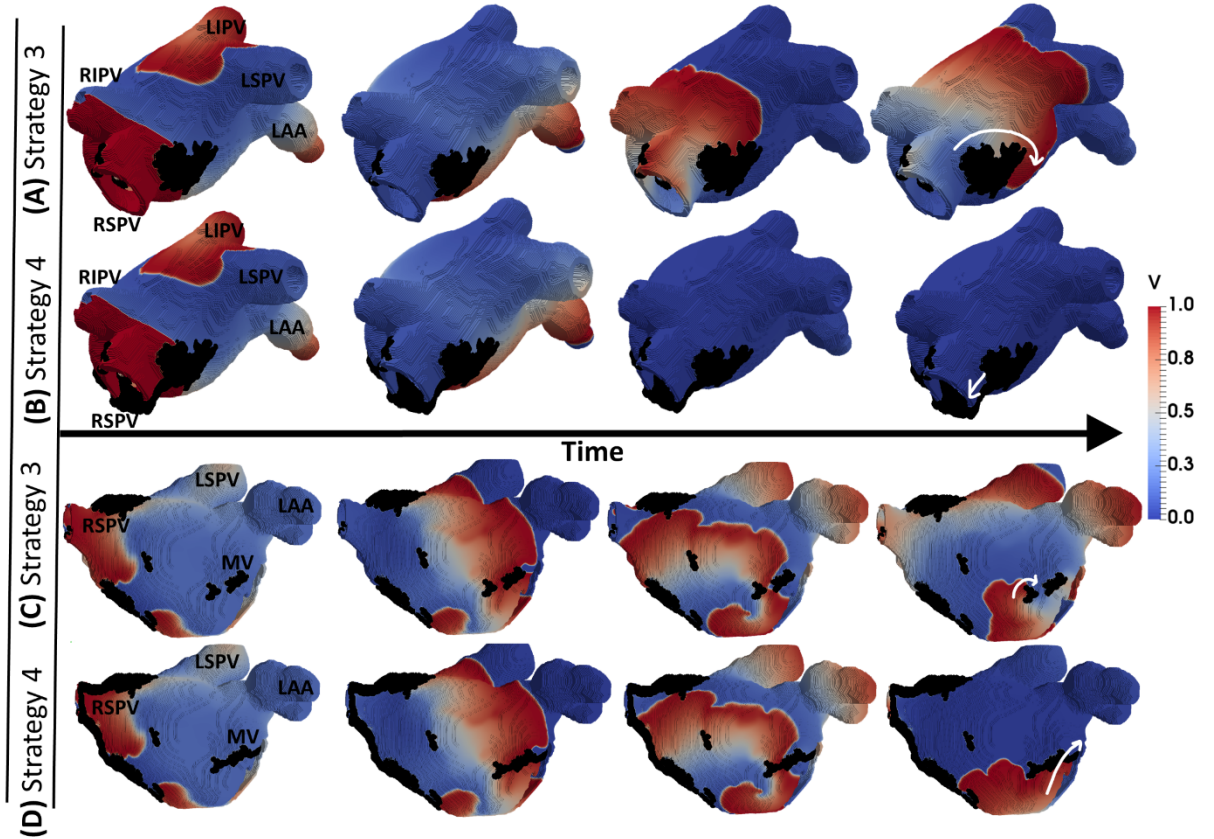 (A) Strategy 3
LIPV
RIPV
LSPV
LAA
RSPV
(B) Strategy 4
LIPV
RIPV
LSPV
LAA
RSPV
V
1.0
0.8
0.5
0.3
0.0
Time
(C) Strategy 3
LSPV
LAA
RSPV
MV
(D) Strategy 4
LSPV
LAA
RSPV
MV